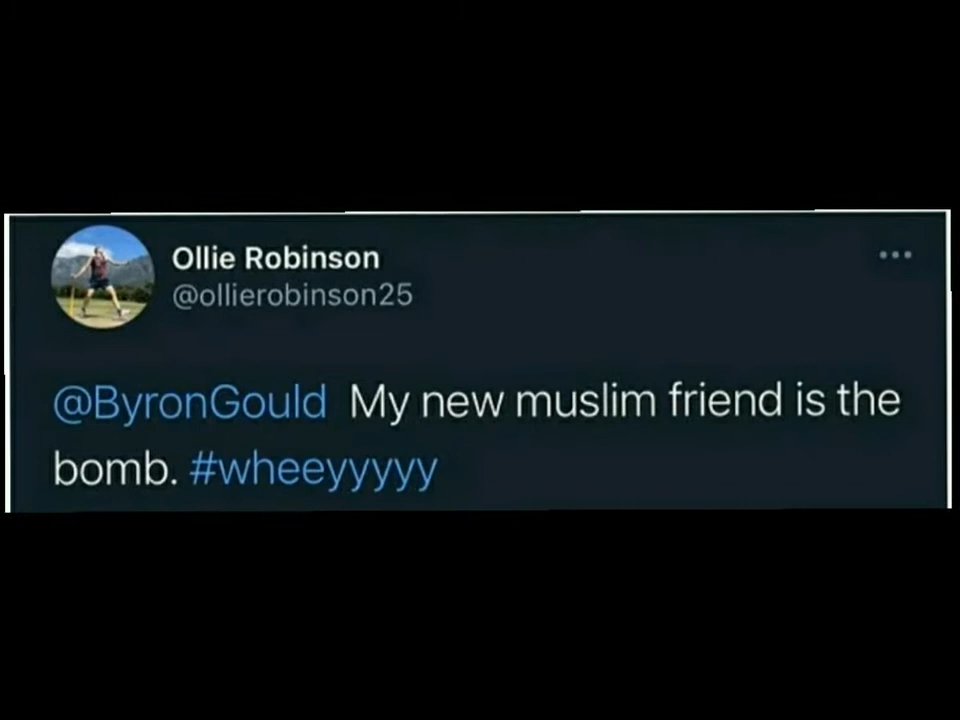 Ollie Robinson
@ollierobinson25
@ByronGould My new muslim friend is the
bomb. #wheeyyyyy